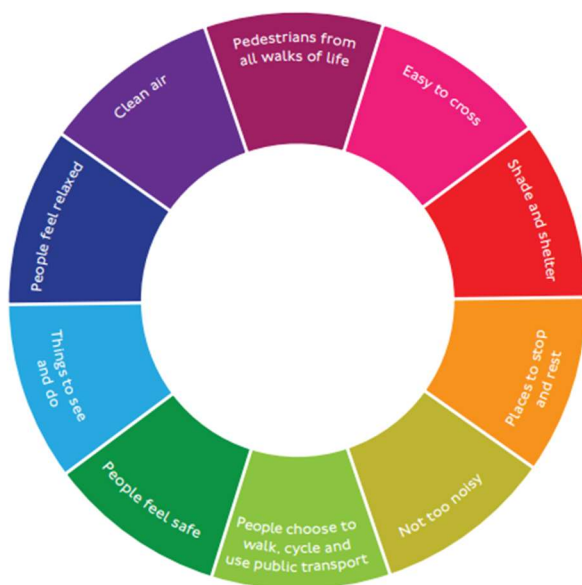 Pedestrians from
all walks of life
Easy to cross
Shade and shelter
Places to stop
and rest
Not too noisy
People choose to
walk, cycle and
use public transport
People feel safe
Things to see
and do
People feel relaxed
Clean air